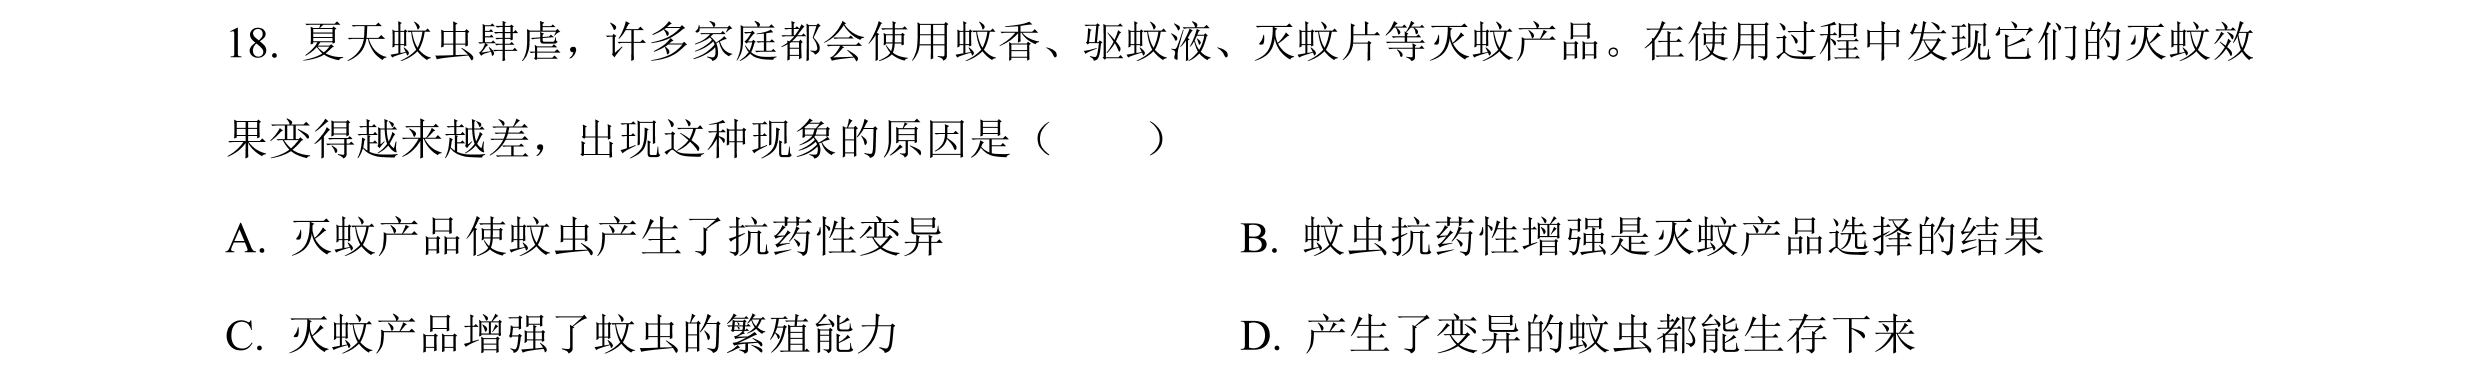 18. 夏天蚊虫肆虐，许多家庭都会使用蚊香、驱蚊液、灭蚊片等灭蚊产品。在使用过程中发现它们的灭蚊效
果变得越来越差，出现这种现象的原因是（　　）
A. 灭蚊产品使蚊虫产生了抗药性变异　　B. 蚊虫抗药性增强是灭蚊产品选择的结果
C. 灭蚊产品增强了蚊虫的繁殖能力　　D. 产生了变异的蚊虫都能生存下来